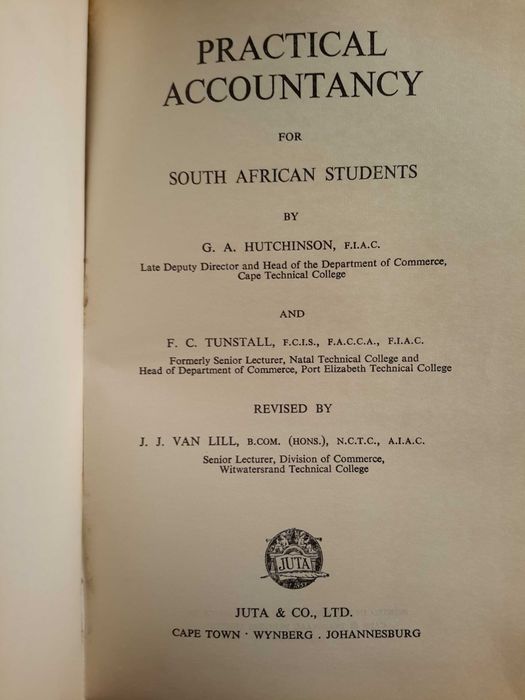 PRACTICAL
ACCOUNTANCY
FOR
SOUTH AFRICAN STUDENTS
BY
G. A. HUTCHINSON, F.I.A.C.
Late Deputy Director and Head of the Department of Commerce,
Cape Technical College
AND
F. C. TUNSTALL, F.C.I.S., F.A.C.C.A., F.I.A.C.
Formerly Senior Lecturer, Natal Technical College and
Head of Department of Commerce, Port Elizabeth Technical College
REVISED BY
J. J. VAN LILL, B.COM. (HONS.), N.C.T.C., A.I.A.C.
Senior Lecturer, Division of Commerce,
Witwatersrand Technical College
JUTA
JUTA & CO., LTD.
CAPE TOWN · WYNBERG . JOHANNESBURG